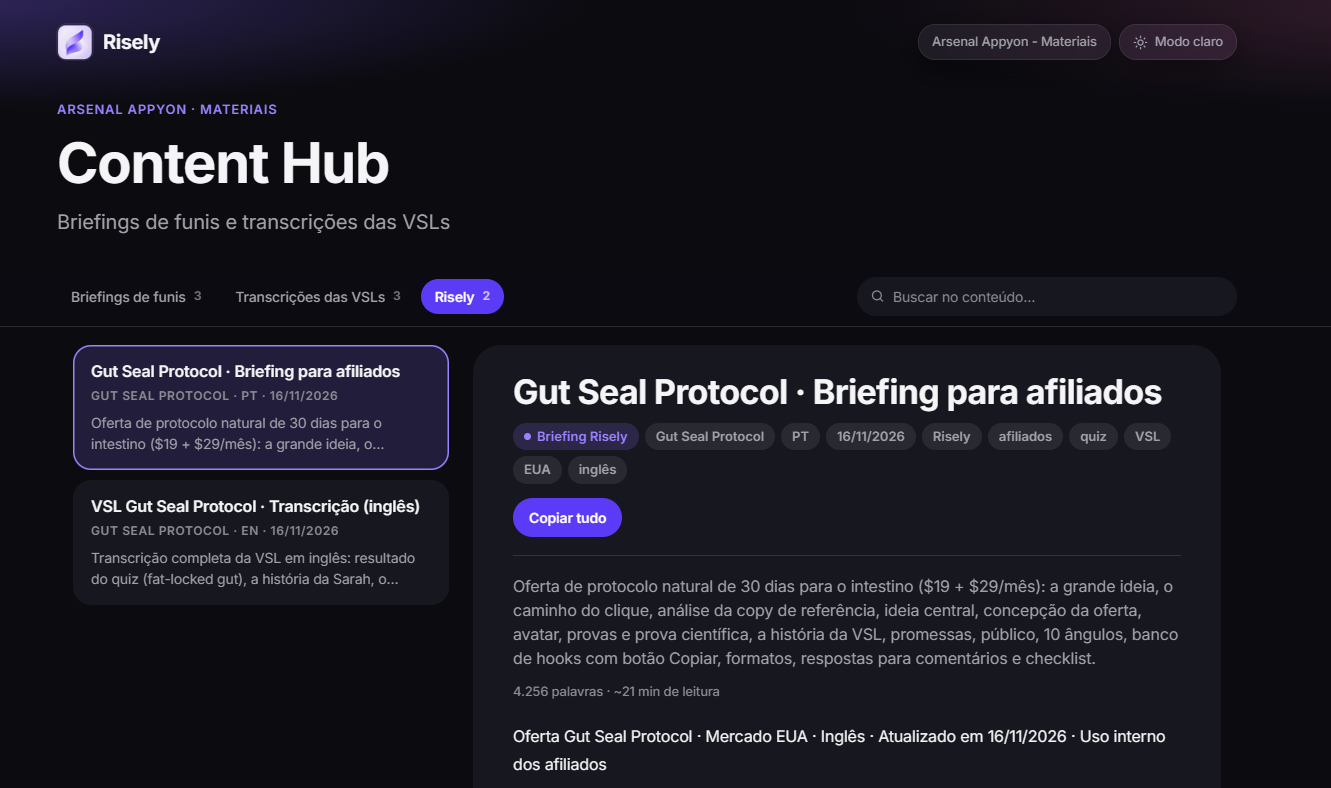 Risely
Arsenal Appyon - Materiais
Modo claro
ARSENAL APPYON · MATERIAIS
Content Hub
Briefings de funis e transcrições das VSLs
Briefings de funis 3
Transcrições das VSLs 3
Risely 2
Buscar no conteúdo...
Gut Seal Protocol · Briefing para afiliados
GUT SEAL PROTOCOL · PT · 16/11/2026
Oferta de protocolo natural de 30 dias para o
intestino ($19 + $29/mês): a grande ideia, o...
VSL Gut Seal Protocol · Transcrição (inglês)
GUT SEAL PROTOCOL · EN · 16/11/2026
Transcrição completa da VSL em inglês: resultado
do quiz (fat-locked gut), a história da Sarah, o...
Gut Seal Protocol · Briefing para afiliados
Briefing Risely
Gut Seal Protocol
PT
16/11/2026
Risely
afiliados
quiz
VSL
EUA
inglês
Copiar tudo
Oferta de protocolo natural de 30 dias para o intestino ($19 + $29/mês): a grande ideia, o
caminho do clique, análise da copy de referência, ideia central, concepção da oferta,
avatar, provas e prova científica, a história da VSL, promessas, público, 10 ângulos, banco
de hooks com botão Copiar, formatos, respostas para comentários e checklist.
4.256 palavras · ~21 min de leitura
Oferta Gut Seal Protocol · Mercado EUA · Inglês · Atualizado em 16/11/2026 · Uso interno
dos afiliados